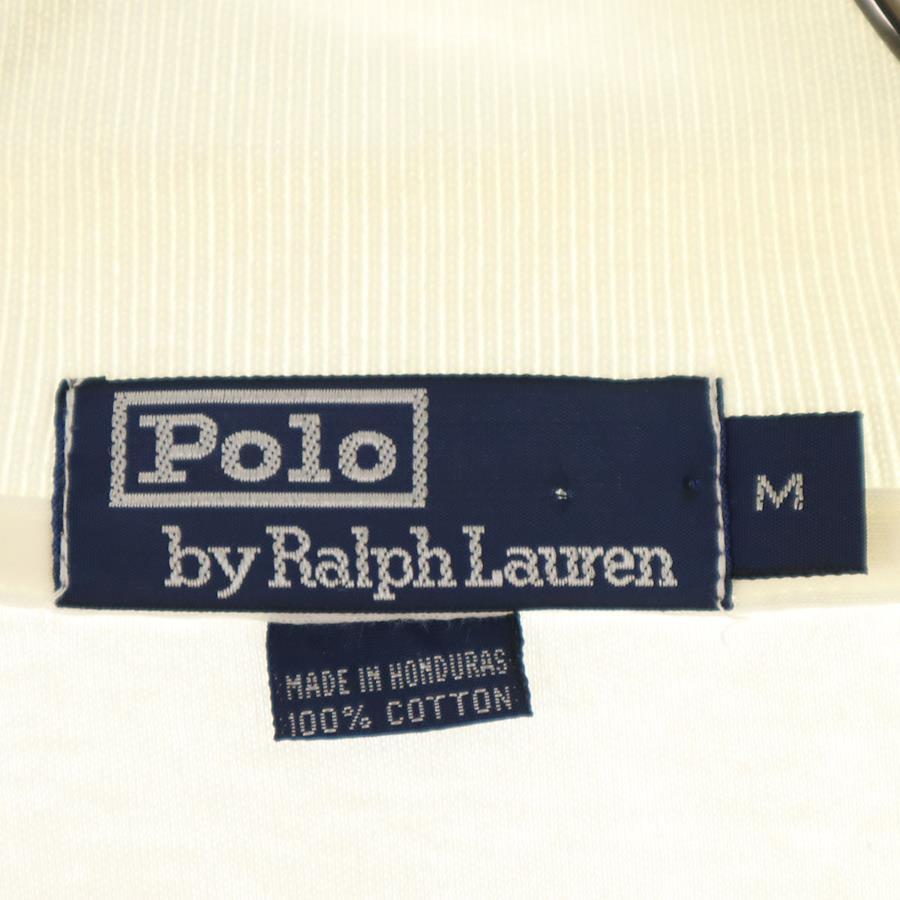 Polo
by Ralph Lauren
M
MADE IN HONDURAS
100% COTTON